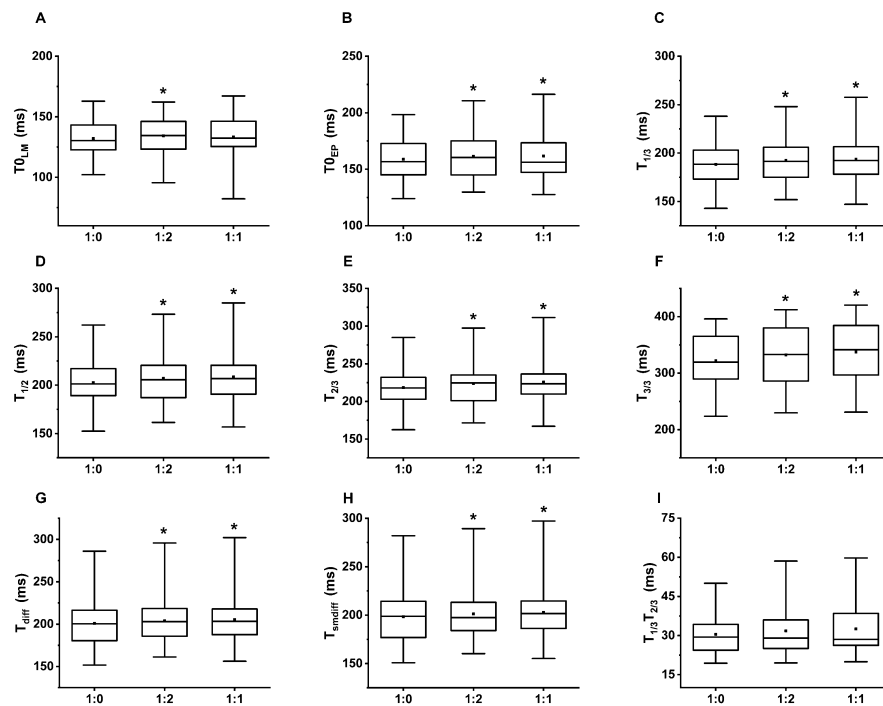 A
B
C
200
150
100
T0LM (ms)
*
1:0 1:2 1:1
250
200
150
100
T0EP (ms)
* *
1:0 1:2 1:1
300
250
200
150
T1/3 (ms)
* *
1:0 1:2 1:1
D
E
F
300
250
200
150
T1/2 (ms)
* *
1:0 1:2 1:1
350
300
250
200
150
T2/3 (ms)
* *
1:0 1:2 1:1
400
300
T3/3 (ms)
* *
1:0 1:2 1:1
G
H
I
300
250
200
150
Tdiff (ms)
* *
1:0 1:2 1:1
300
250
200
150
Tsmdiff (ms)
* *
1:0 1:2 1:1
75
60
45
30
15
T1/3T2/3 (ms)
1:0 1:2 1:1